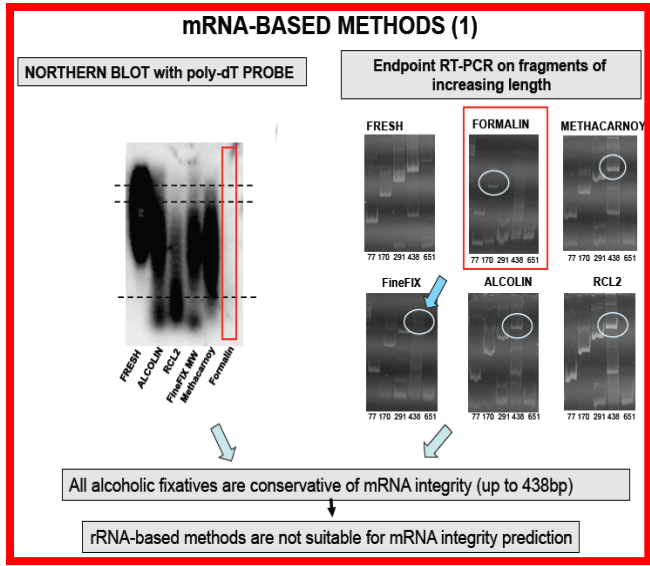 mRNA-BASED METHODS (1)
NORTHERN BLOT with poly-dT PROBE
FRESH
ALCOLIN
RCL2
FineFIX MW
Methacarnoy
Formalin
Endpoint RT-PCR on fragments of
increasing length
FRESH
77 170 291 438 651
FORMALIN
77 170 291 438 651
METHACARNOY
77 170 291 438 651
FineFIX
77 170 291 438 651
ALCOLIN
77 170 291 438 651
RCL2
77 170 291 438 651
All alcoholic fixatives are conservative of mRNA integrity (up to 438bp)
rRNA-based methods are not suitable for mRNA integrity prediction